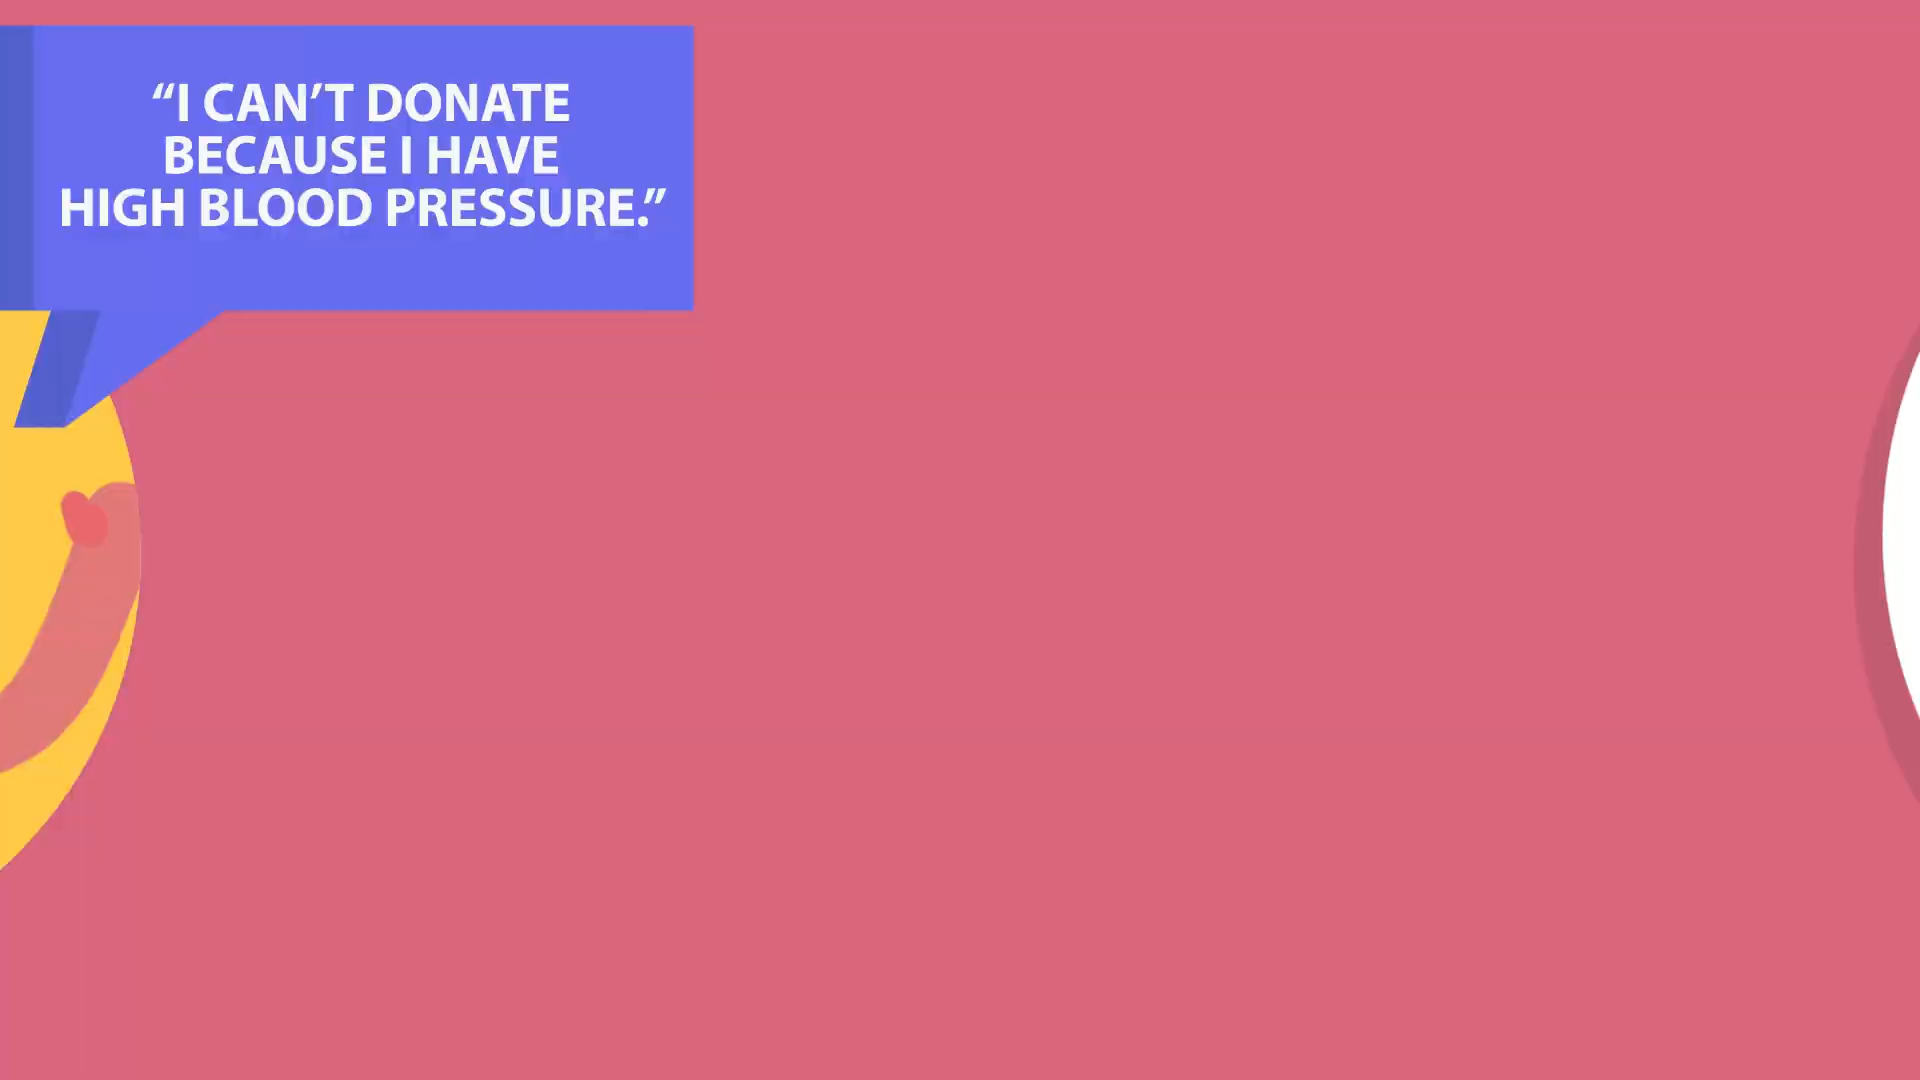 “I CAN’T DONATE
BECAUSE I HAVE
HIGH BLOOD PRESSURE.”